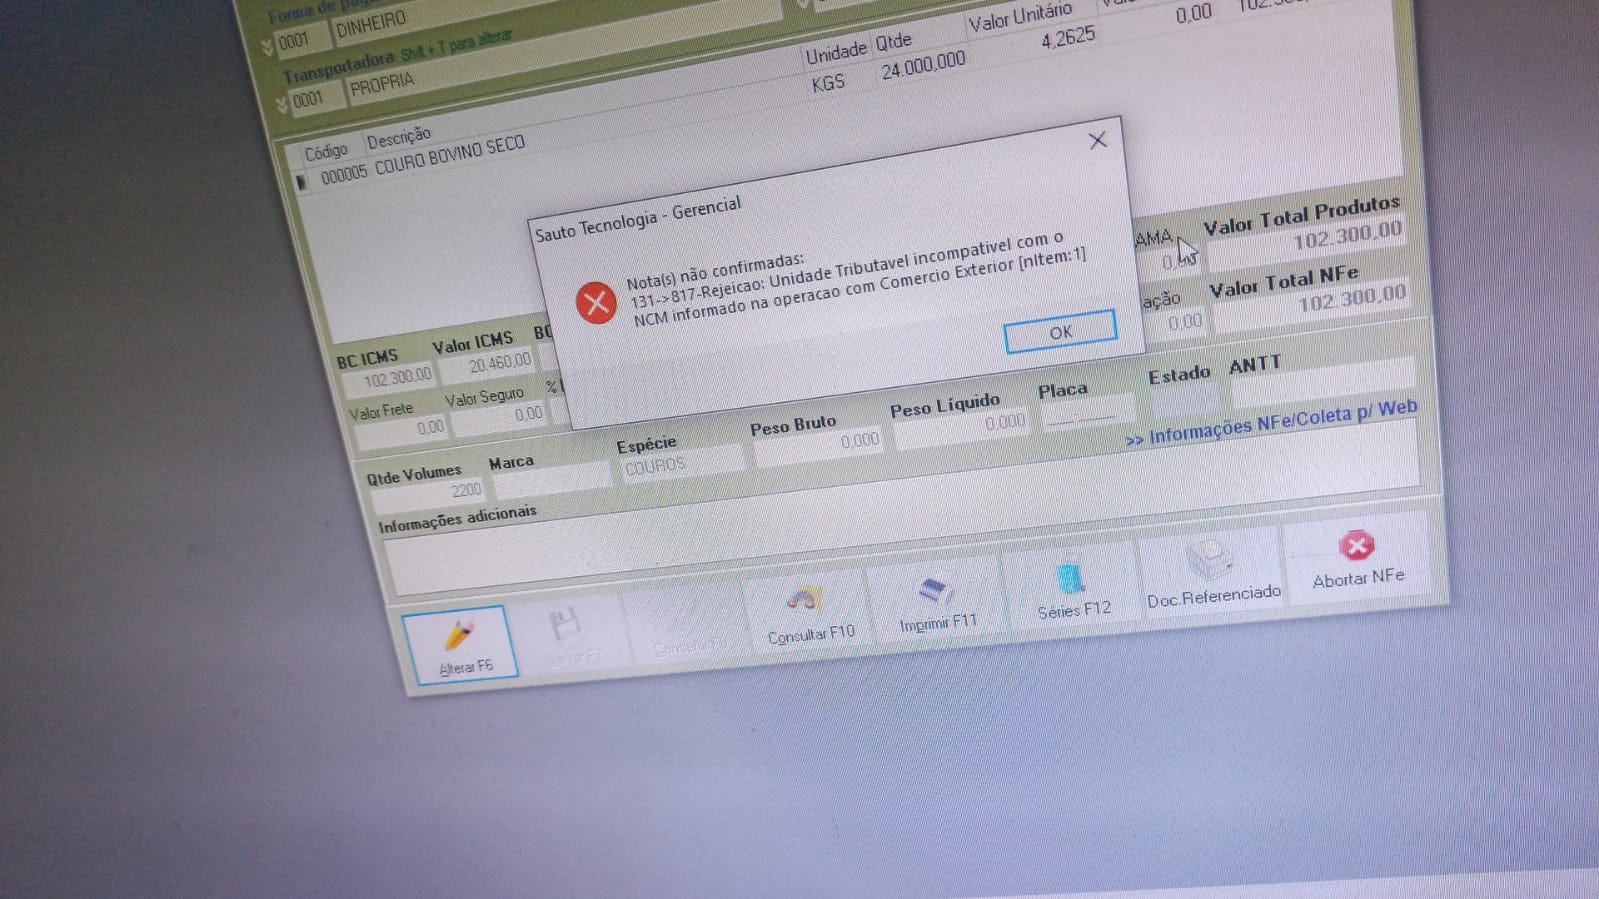 Forma de pag
0001 DINHEIRO
Transportadora Shift + T para alterar
0001 PROPRIA
Código Descrição Unidade Qtde Valor Unitário
000005 COURO BOVINO SECO KGS 24.000,000 4,2625 0,00
Sauto Tecnologia - Gerencial
Nota(s) não confirmadas:
131->817-Rejeicao: Unidade Tributavel incompativel com o
NCM informado na operacao com Comercio Exterior [nItem:1]
OK
AMA Valor Total Produtos
102.300,00
ação Valor Total NFe
0,00 102.300,00
BC ICMS Valor ICMS BC
102.300,00 20.460,00
Valor Frete Valor Seguro %
0,00 0,00
Qtde Volumes Marca Espécie Peso Bruto Peso Líquido Placa Estado ANTT
2200 COUROS 0,000 0,000
>> Informações NFe/Coleta p/ Web
Informações adicionais
Alterar F6 Salvar F7 Cancelar Consultar F10 Imprimir F11 Séries F12 Doc.Referenciado Abortar NFe